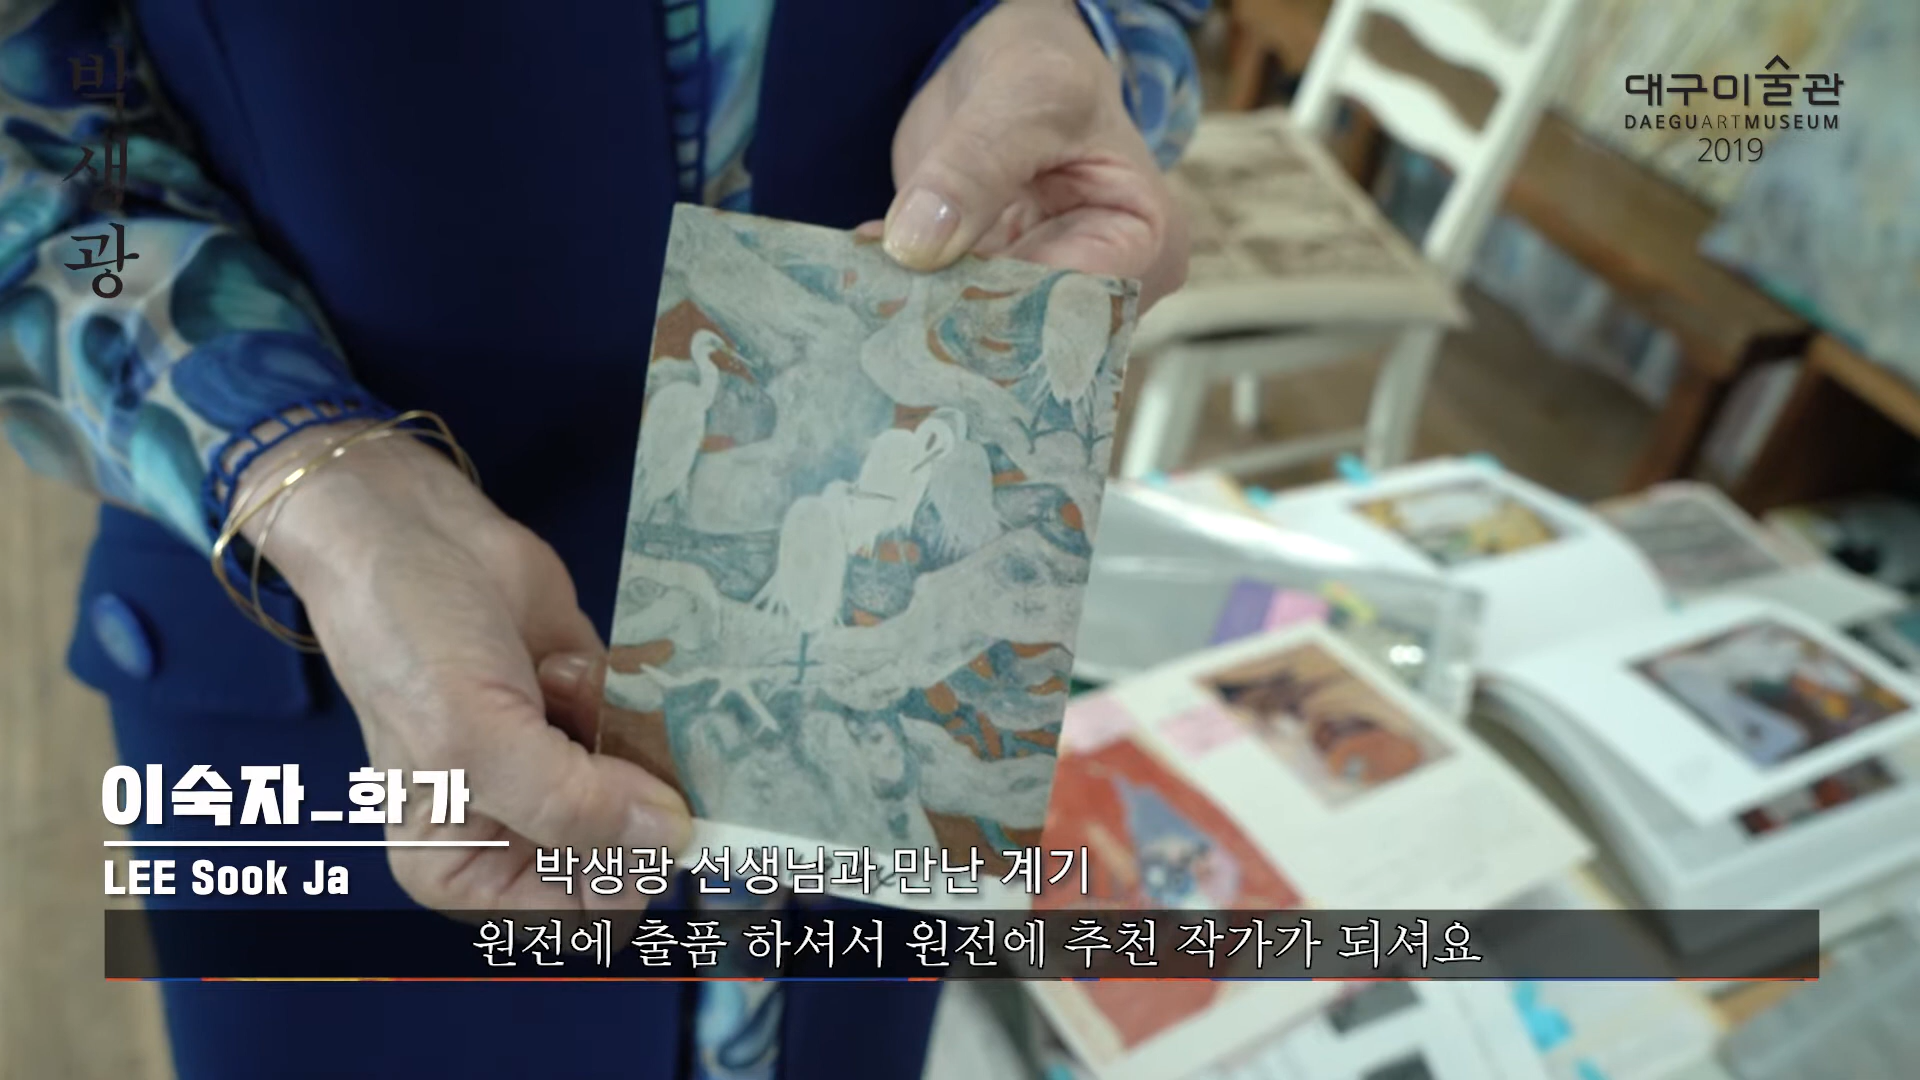 박생광
대구미술관
DAEGUARTMUSEUM
2019
이숙자_화가
LEE Sook Ja
박생광 선생님과 만난 계기
원전에 출품 하셔서 원전에 추천 작가가 되셔요